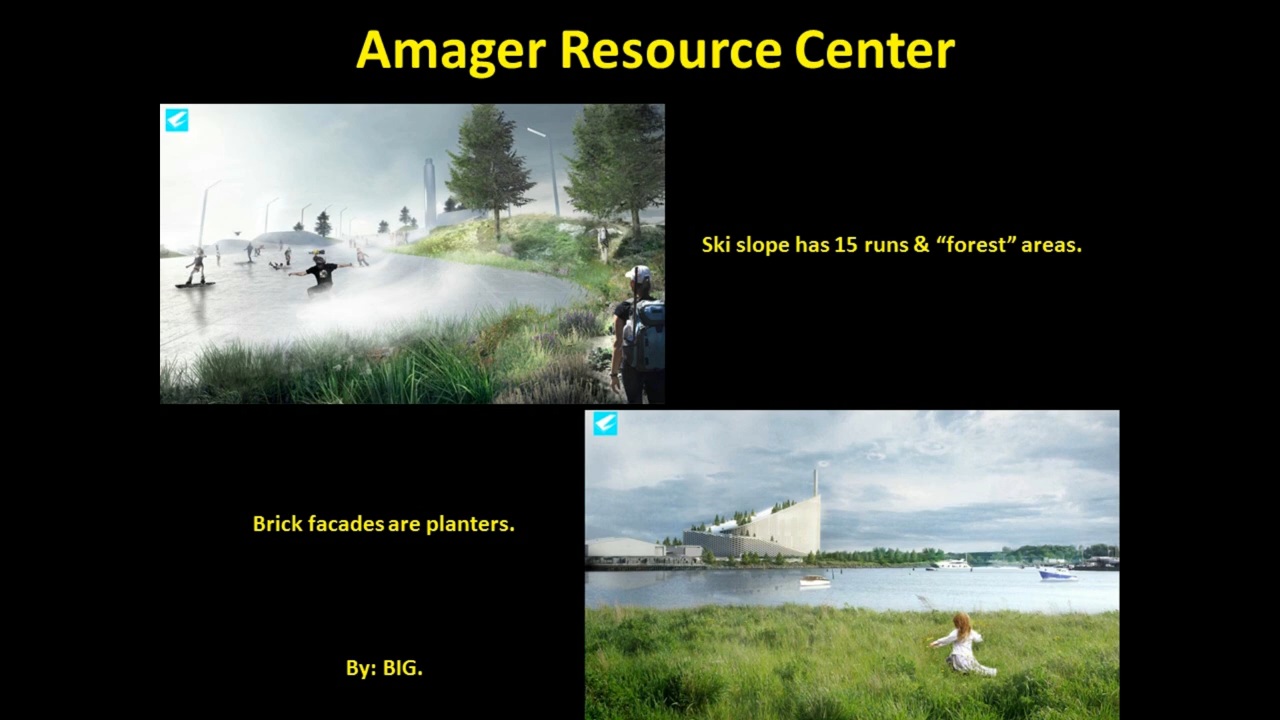 Amager Resource Center
Ski slope has 15 runs & “forest” areas.
Brick facades are planters.
By: BIG.